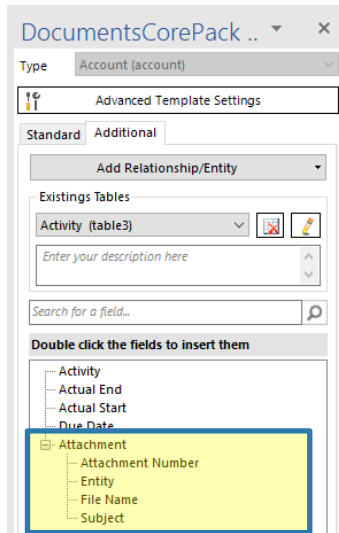 DocumentsCorePack ..
Type Account (account)
Advanced Template Settings
Standard Additional
Add Relationship/Entity
Existings Tables
Activity (table3)
Enter your description here
Search for a field...
Double click the fields to insert them
Activity
Actual End
Actual Start
Due Date
Attachment
Attachment Number
Entity
File Name
Subject